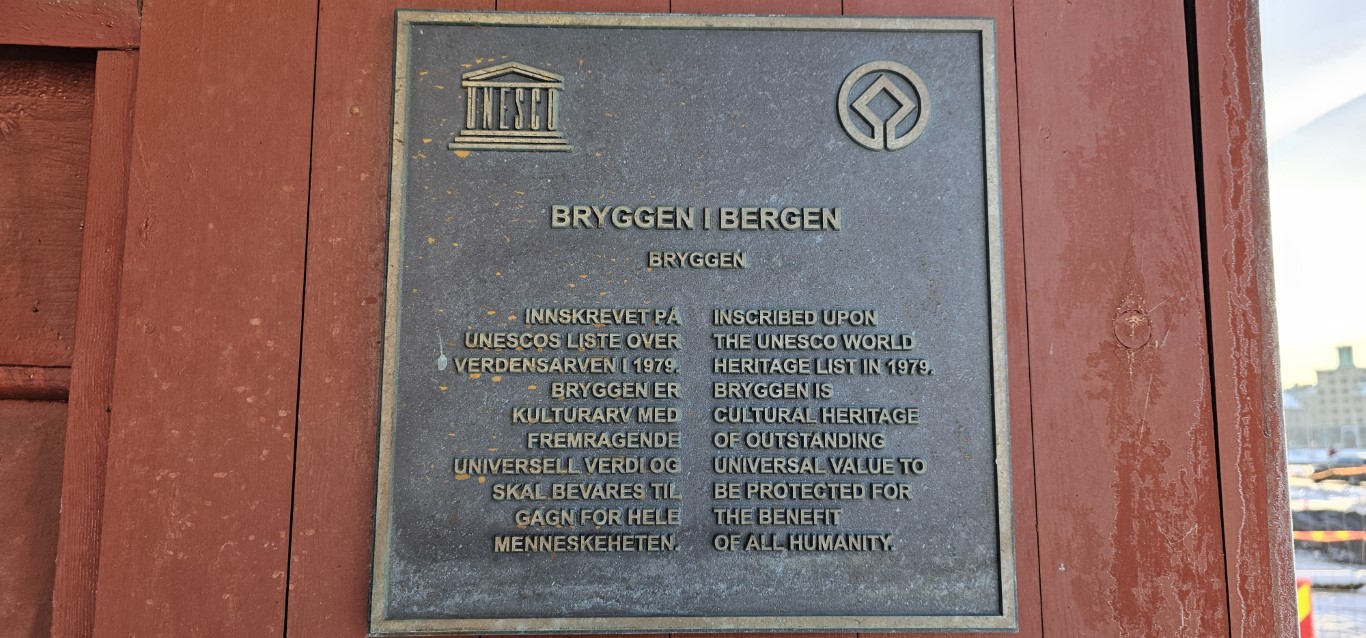 UNESCO
BRYGGEN I BERGEN
BRYGGEN
INNSKREVET PÅ
UNESCOS LISTE OVER
VERDENSARVEN I 1979.
BRYGGEN ER
KULTURARV MED
FREMRAGENDE
UNIVERSELL VERDI OG
SKAL BEVARES TIL
GAGN FOR HELE
MENNESKEHETEN.
INSCRIBED UPON
THE UNESCO WORLD
HERITAGE LIST IN 1979.
BRYGGEN IS
CULTURAL HERITAGE
OF OUTSTANDING
UNIVERSAL VALUE TO
BE PROTECTED FOR
THE BENEFIT
OF ALL HUMANITY.